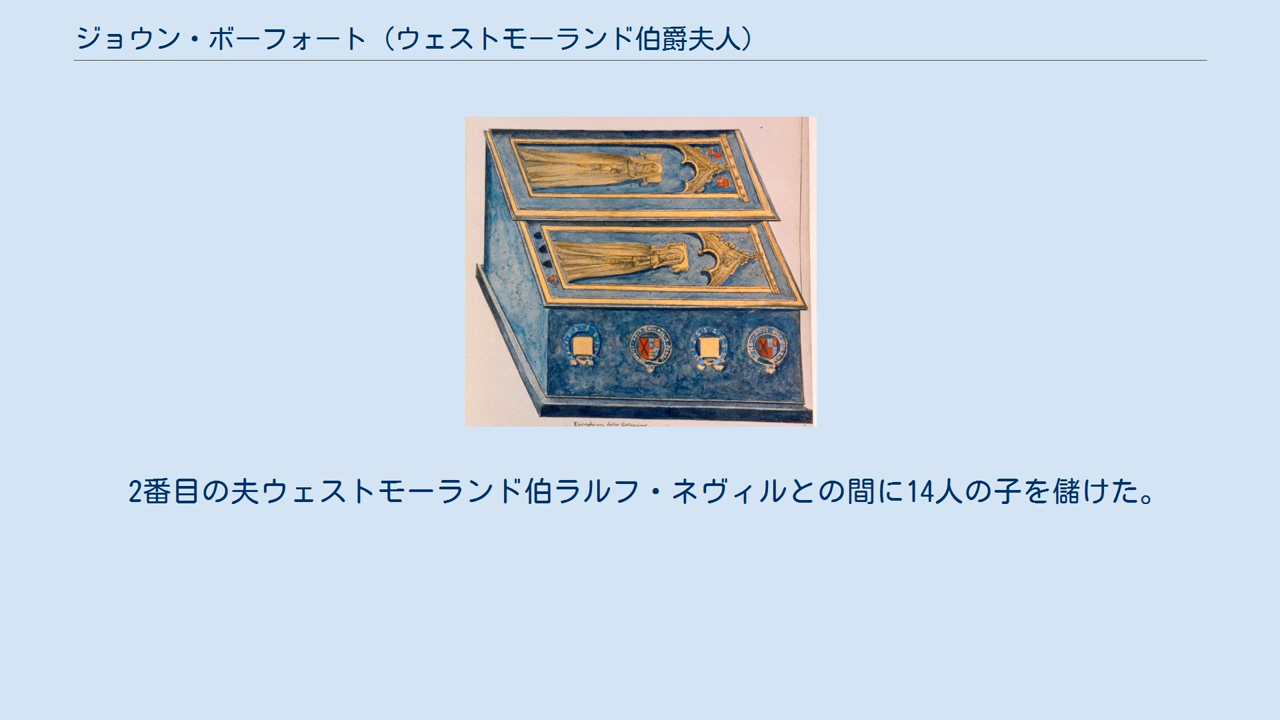 ジョウン・ボーフォート（ウェストモーランド伯爵夫人）
2番目の夫ウェストモーランド伯ラルフ・ネヴィルとの間に14人の子を儲けた。